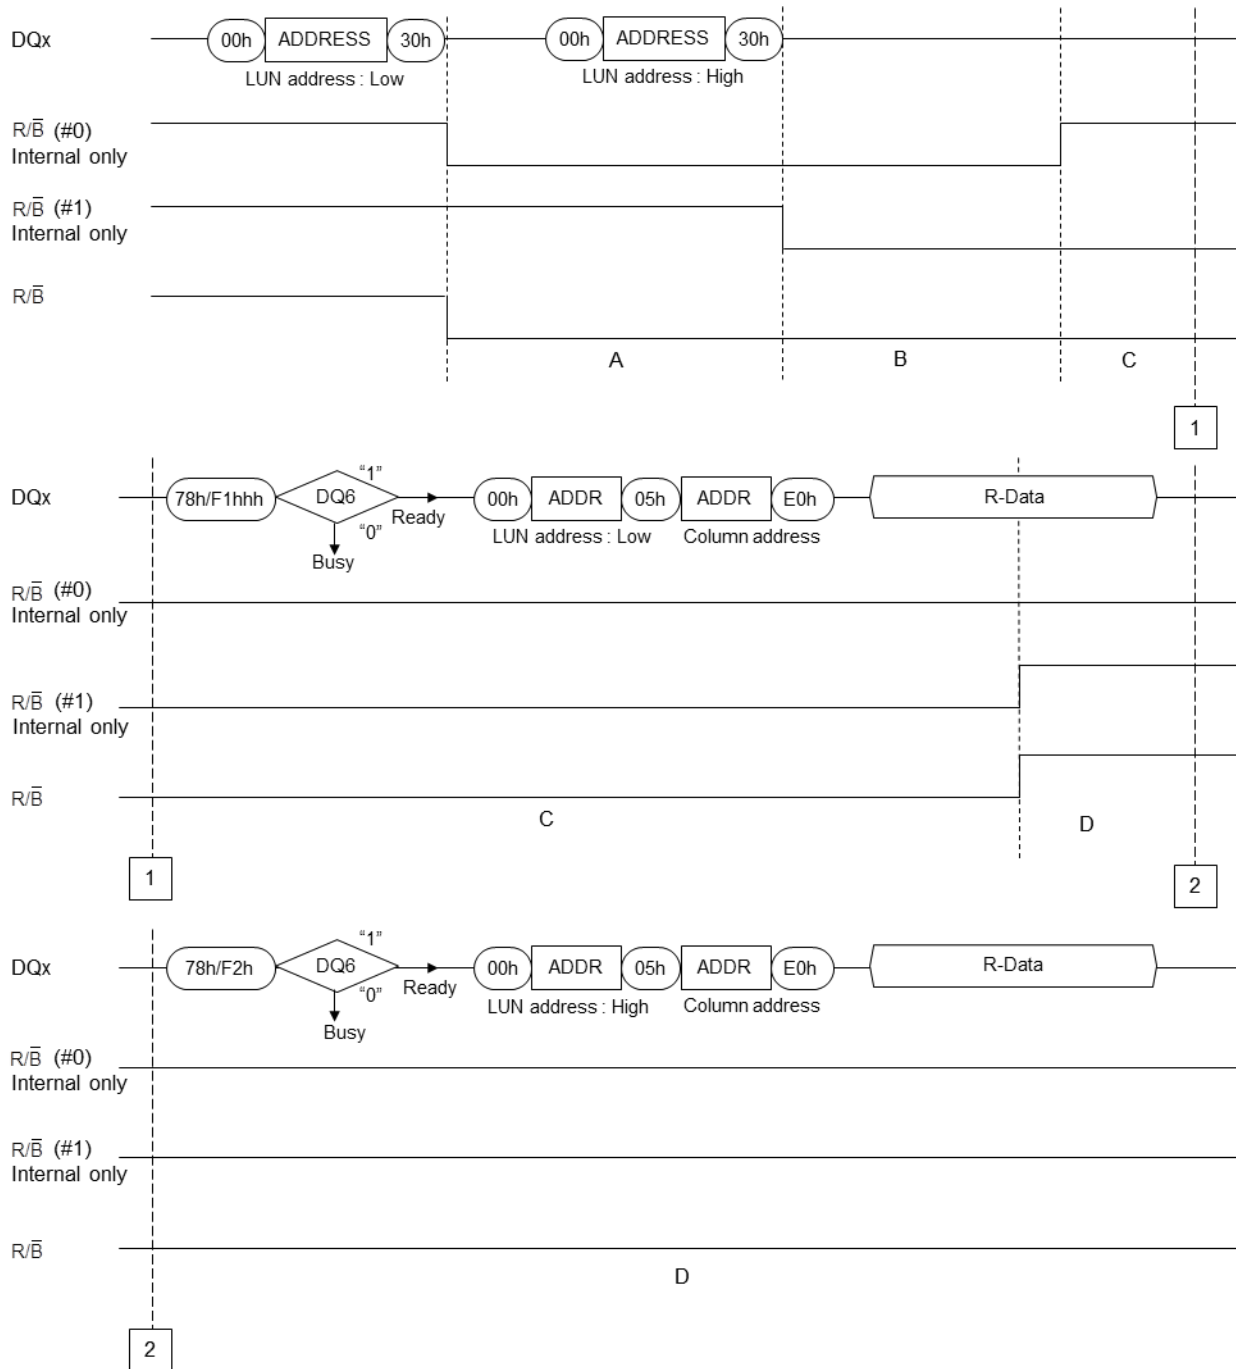 DQx 00h ADDRESS 30h 00h ADDRESS 30h
LUN address : Low LUN address : High
R/B̅ (#0)
Internal only
R/B̅ (#1)
Internal only
R/B̅
A B C
1
"1"
DQx 78h/F1hhh DQ6 00h ADDR 05h ADDR E0h R-Data
Ready
"0"
LUN address : Low Column address
Busy
R/B̅ (#0)
Internal only
R/B̅ (#1)
Internal only
R/B̅
C D
1 2
"1"
DQx 78h/F2h DQ6 00h ADDR 05h ADDR E0h R-Data
Ready
"0"
LUN address : High Column address
Busy
R/B̅ (#0)
Internal only
R/B̅ (#1)
Internal only
R/B̅
D
2